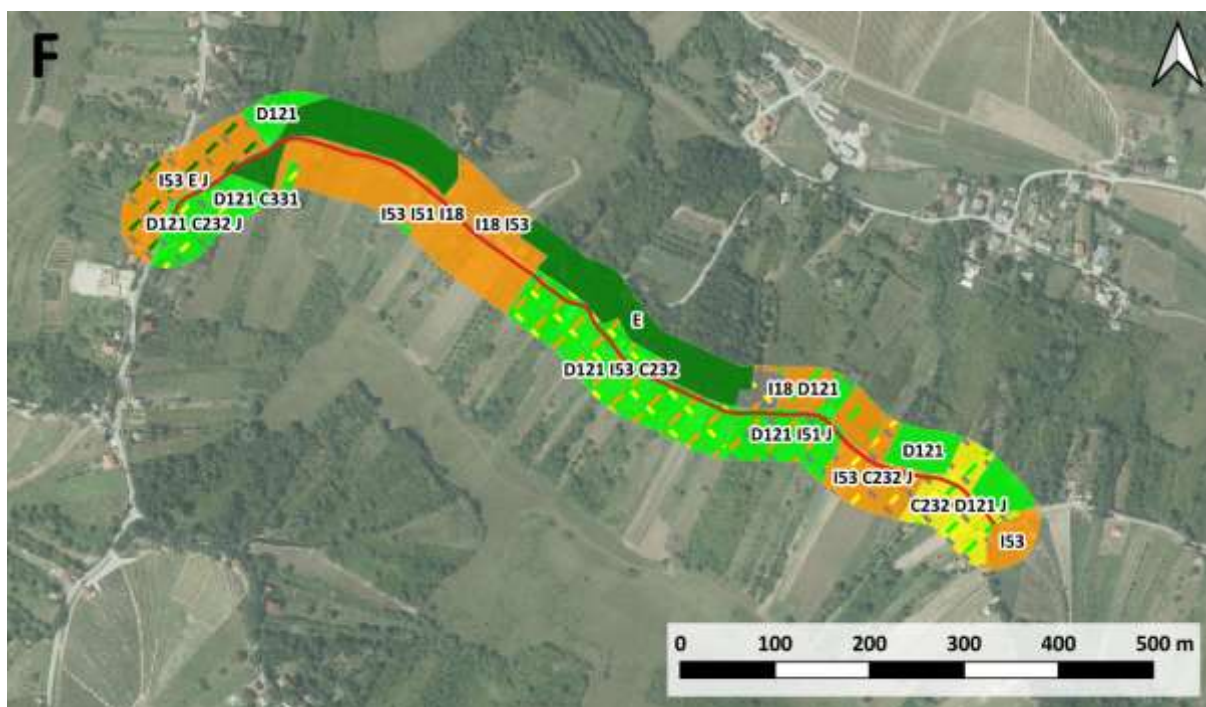 F
D121
I53 E J
D121 C331
D121 C232 J
I53 I51 I18
I18 I53
E
D121 I53 C232
I18 D121
D121 I51 J
D121
I53 C232 J
C232 D121 J
I53
0 100 200 300 400 500 m